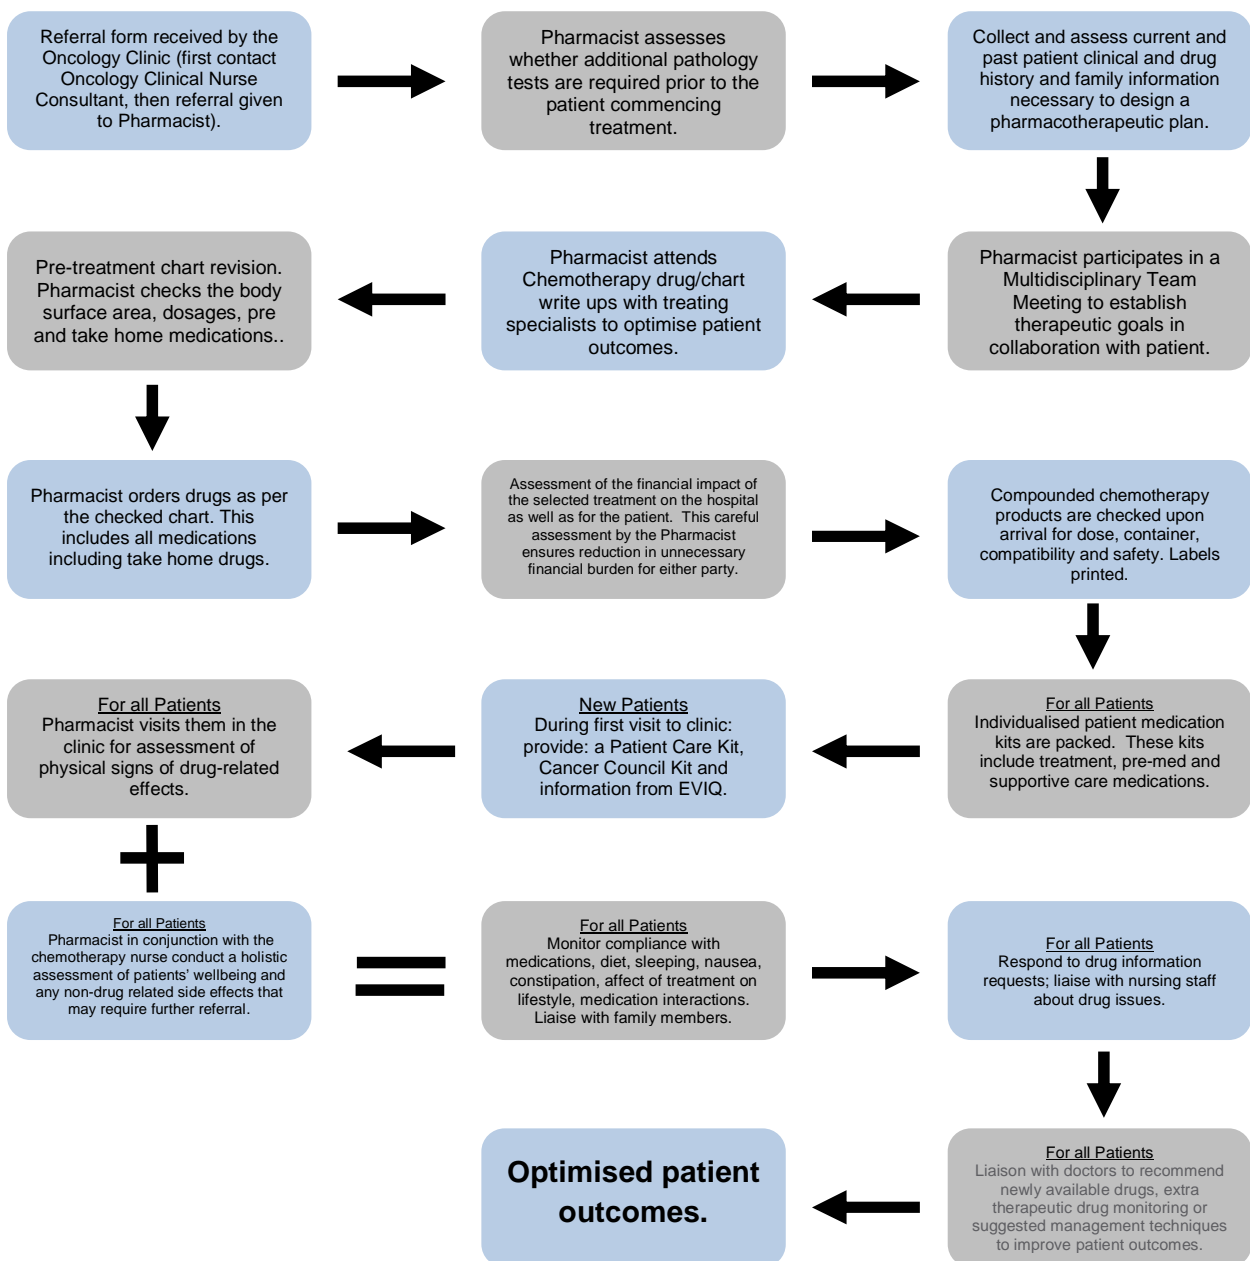 Referral form received by the
Oncology Clinic (first contact
Oncology Clinical Nurse
Consultant, then referral given
to Pharmacist).
Pharmacist assesses
whether additional pathology
tests are required prior to the
patient commencing
treatment.
Collect and assess current and
past patient clinical and drug
history and family information
necessary to design a
pharmacotherapeutic plan.
Pharmacist participates in a
Multidisciplinary Team
Meeting to establish
therapeutic goals in
collaboration with patient.
Pharmacist attends
Chemotherapy drug/chart
write ups with treating
specialists to optimise patient
outcomes.
Pre-treatment chart revision.
Pharmacist checks the body
surface area, dosages, pre
and take home medications..
Pharmacist orders drugs as per
the checked chart. This
includes all medications
including take home drugs.
Assessment of the financial impact of
the selected treatment on the hospital
as well as for the patient. This careful
assessment by the Pharmacist
ensures reduction in unnecessary
financial burden for either party.
Compounded chemotherapy
products are checked upon
arrival for dose, container,
compatibility and safety. Labels
printed.
For all Patients
Individualised patient medication
kits are packed. These kits
include treatment, pre-med and
supportive care medications.
New Patients
During first visit to clinic:
provide: a Patient Care Kit,
Cancer Council Kit and
information from EVIQ.
For all Patients
Pharmacist visits them in the
clinic for assessment of
physical signs of drug-related
effects.
For all Patients
Pharmacist in conjunction with the
chemotherapy nurse conduct a holistic
assessment of patients' wellbeing and
any non-drug related side effects that
may require further referral.
For all Patients
Monitor compliance with
medications, diet, sleeping, nausea,
constipation, affect of treatment on
lifestyle, medication interactions.
Liaise with family members.
For all Patients
Respond to drug information
requests; liaise with nursing staff
about drug issues.
For all Patients
Liaison with doctors to recommend
newly available drugs, extra
therapeutic drug monitoring or
suggested management techniques
to improve patient outcomes.
Optimised patient
outcomes.